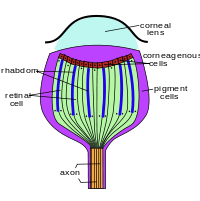 corneal
lens
corneagenous
cells
rhabdom
retinal
cell
pigment
cells
axon